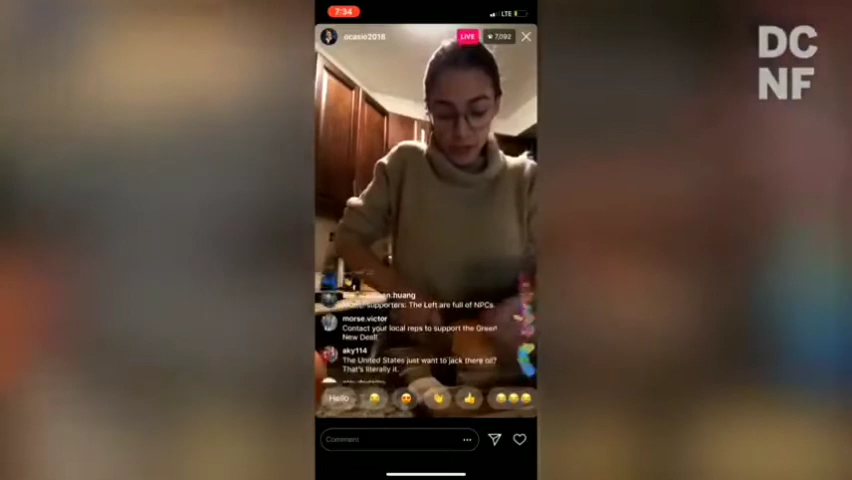 7:34
LTE
DC
NF
.ocasio2018
LIVE
7,092
n.huang
supporters: The Left are full of NPCs
morse.victor
Contact your local reps to support the Green
New Deal!
aky114
The United States just want to jack there oil?
That's literally it.
Hello
Comment